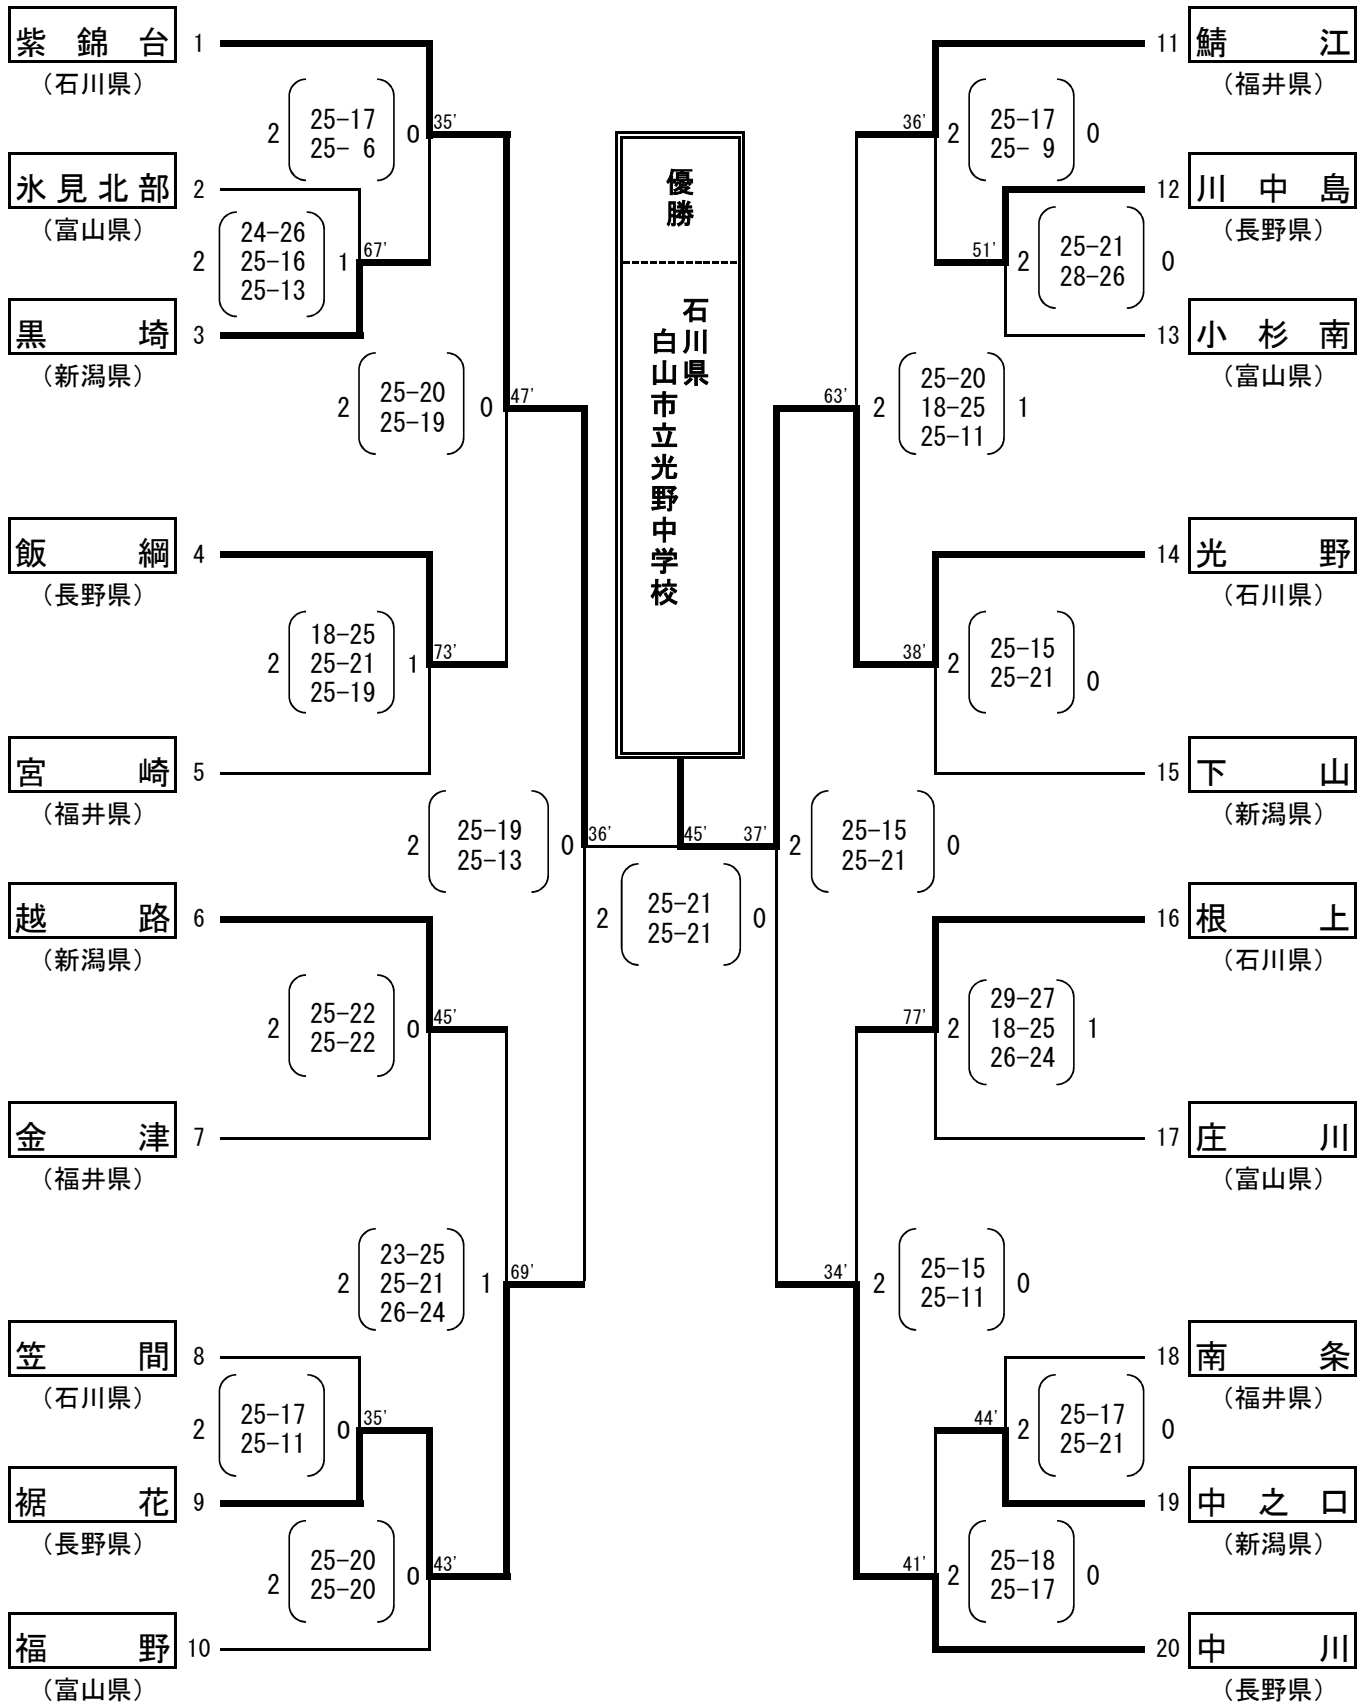 紫錦台 1
（石川県）
2 25-17 0 35'
25- 6
氷見北部 2
（富山県）
24-26
2 25-16 1 67'
25-13
黒埼 3
（新潟県）
2 25-20 0 47'
25-19
飯綱 4
（長野県）
18-25
2 25-21 1 73'
25-19
宮崎 5
（福井県）
2 25-19 0 36'
25-13
越路 6
（新潟県）
2 25-22 0 45'
25-22
金津 7
（福井県）
23-25
2 25-21 1 69'
26-24
笠間 8
（石川県）
2 25-17 0 35'
25-11
裾花 9
（長野県）
2 25-20 0 43'
25-20
福野 10
（富山県）
優勝
石川県
白山市立光野中学校
45'
2 25-21 0
25-21
11 鯖江
（福井県）
36' 2 25-17 0
25- 9
12 川中島
（長野県）
51' 2 25-21 0
28-26
13 小杉南
（富山県）
25-20
63' 2 18-25 1
25-11
14 光野
（石川県）
38' 2 25-15 0
25-21
15 下山
（新潟県）
37' 2 25-15 0
25-21
16 根上
（石川県）
29-27
77' 2 18-25 1
26-24
17 庄川
（富山県）
34' 2 25-15 0
25-11
18 南条
（福井県）
44' 2 25-17 0
25-21
19 中之口
（新潟県）
41' 2 25-18 0
25-17
20 中川
（長野県）